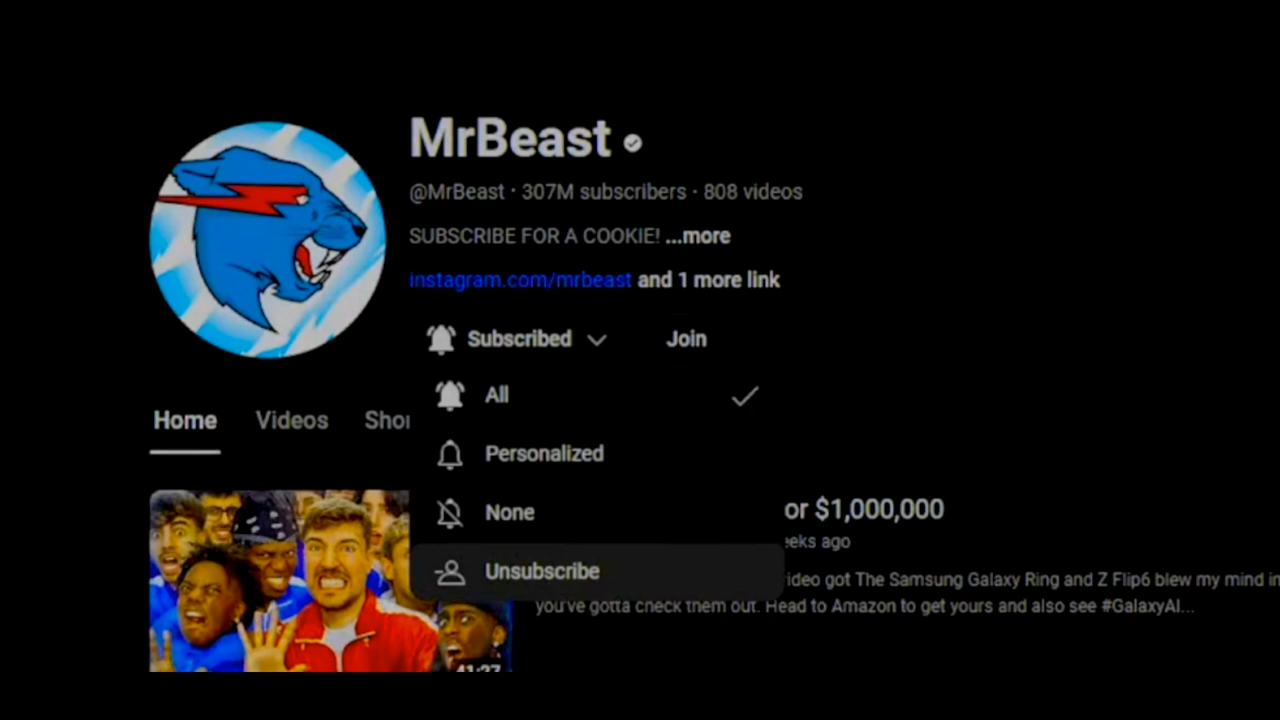 MrBeast
@MrBeast · 307M subscribers · 808 videos
SUBSCRIBE FOR A COOKIE! ...more
instagram.com/mrbeast and 1 more link
Subscribed Join
All
Home Videos Shor
Personalized
None
or $1,000,000
eeks ago
Unsubscribe
ideo got The Samsung Galaxy Ring and Z Flip6 blew my mind in
you've gotta check them out. Head to Amazon to get yours and also see #GalaxyAI...
41:27